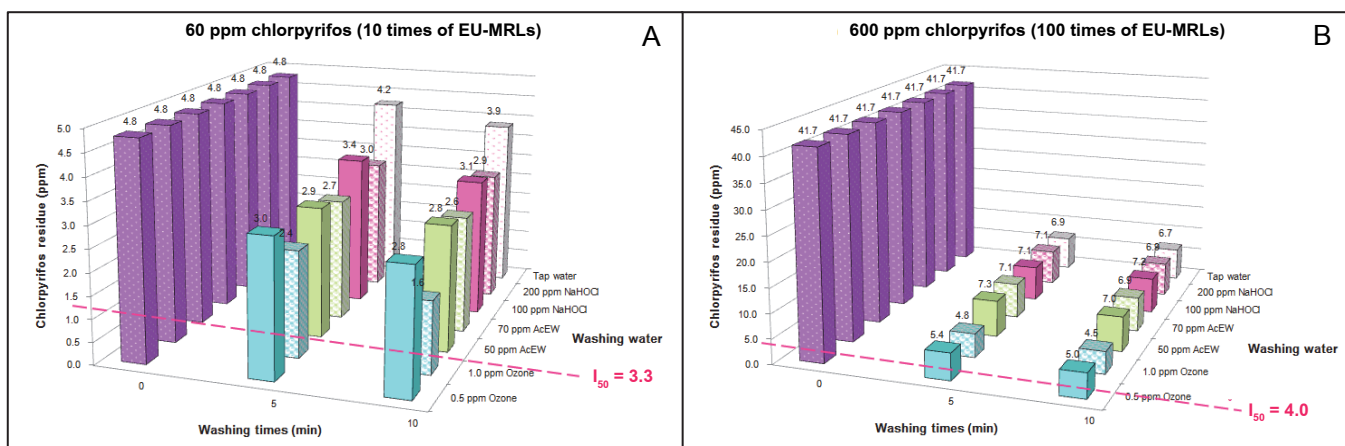 60 ppm chlorpyrifos (10 times of EU-MRLs)
A
4.8
4.8
4.8
4.8
4.8
4.8
4.8
5.0
4.5
4.0
3.5
3.0
2.5
2.0
1.5
1.0
0.5
0.0
Chlorpyrifos residue (ppm)
3.0
2.4
2.9
2.7
3.4
3.0
4.2
2.8
1.6
2.8
2.6
3.1
2.9
3.9
Tap water
200 ppm NaHOCl
100 ppm NaHOCl
70 ppm AcEW
50 ppm AcEW
1.0 ppm Ozone
0.5 ppm Ozone
Washing water
I50 = 3.3
0
5
10
Washing times (min)
600 ppm chlorpyrifos (100 times of EU-MRLs)
B
41.7
41.7
41.7
41.7
41.7
41.7
41.7
45.0
40.0
35.0
30.0
25.0
20.0
15.0
10.0
5.0
0.0
Chlorpyrifos residue (ppm)
5.4
4.8
7.3
7.1
7.1
7.1
6.9
5.0
4.5
7.0
6.9
7.2
6.9
6.7
Tap water
200 ppm NaHOCl
100 ppm NaHOCl
70 ppm AcEW
50 ppm AcEW
1.0 ppm Ozone
0.5 ppm Ozone
Washing water
I50 = 4.0
0
5
10
Washing times (min)